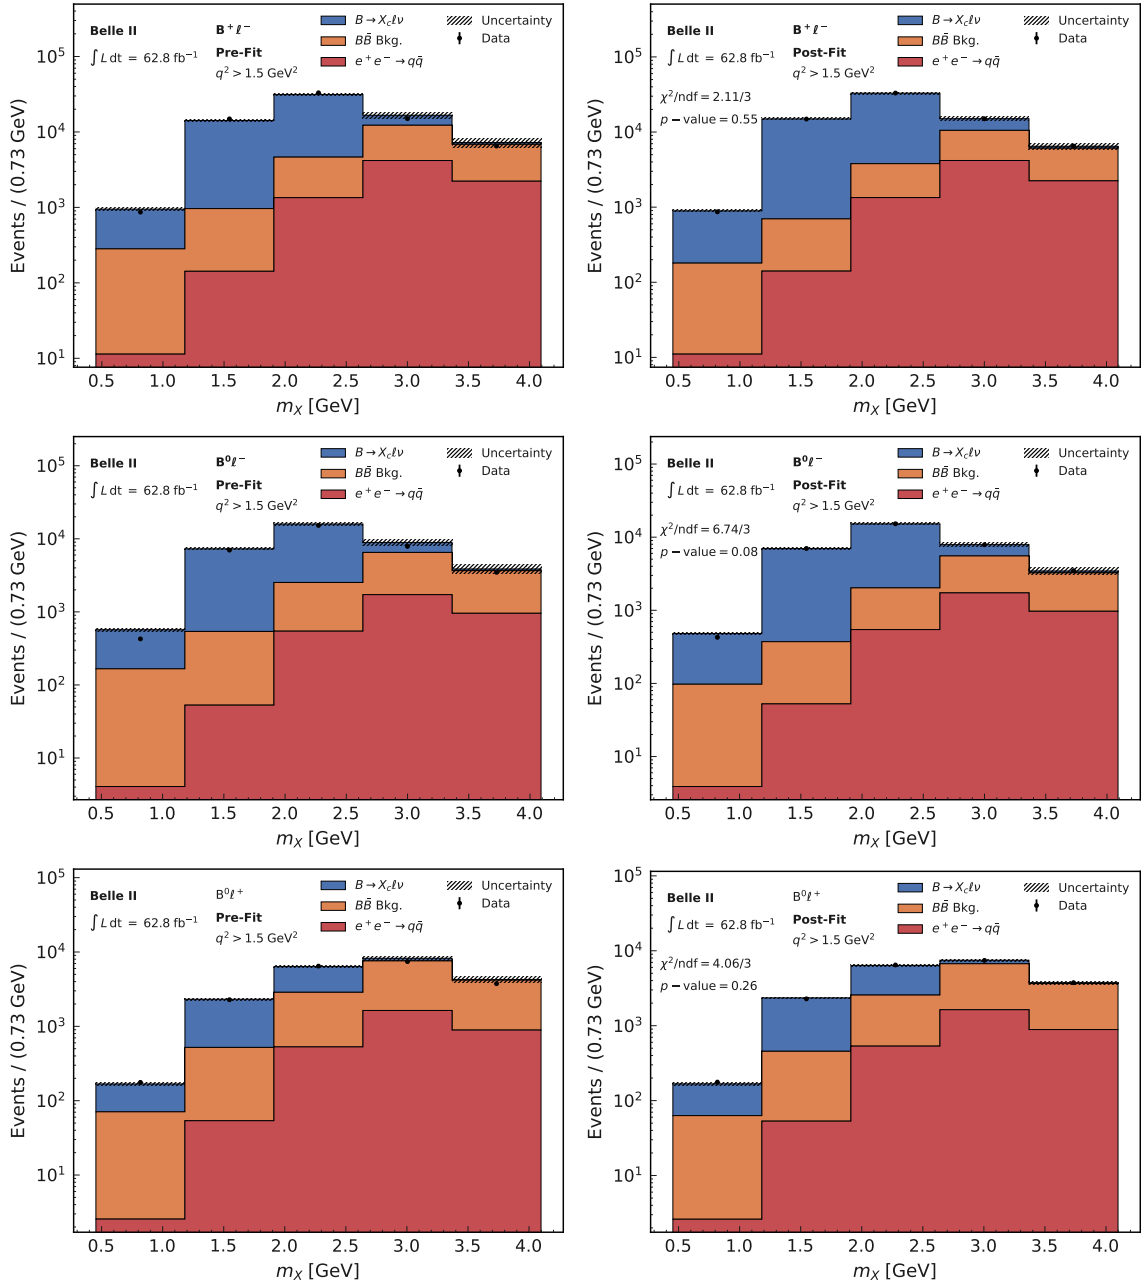 Belle II
∫ L dt = 62.8 fb⁻¹
B⁺ℓ⁻
Pre-Fit
q² > 1.5 GeV²
B → X_cℓν
BB̄ Bkg.
e⁺e⁻ → qq̄
Uncertainty
Data
Events / (0.73 GeV)
10⁵
10⁴
10³
10²
10¹
0.5 1.0 1.5 2.0 2.5 3.0 3.5 4.0
m_X [GeV]
Belle II
∫ L dt = 62.8 fb⁻¹
χ²/ndf = 2.11/3
p − value = 0.55
B⁺ℓ⁻
Post-Fit
q² > 1.5 GeV²
B → X_cℓν
BB̄ Bkg.
e⁺e⁻ → qq̄
Uncertainty
Data
Events / (0.73 GeV)
10⁵
10⁴
10³
10²
10¹
0.5 1.0 1.5 2.0 2.5 3.0 3.5 4.0
m_X [GeV]
Belle II
∫ L dt = 62.8 fb⁻¹
B⁰ℓ⁻
Pre-Fit
q² > 1.5 GeV²
B → X_cℓν
BB̄ Bkg.
e⁺e⁻ → qq̄
Uncertainty
Data
Events / (0.73 GeV)
10⁵
10⁴
10³
10²
10¹
0.5 1.0 1.5 2.0 2.5 3.0 3.5 4.0
m_X [GeV]
Belle II
∫ L dt = 62.8 fb⁻¹
χ²/ndf = 6.74/3
p − value = 0.08
B⁰ℓ⁻
Post-Fit
q² > 1.5 GeV²
B → X_cℓν
BB̄ Bkg.
e⁺e⁻ → qq̄
Uncertainty
Data
Events / (0.73 GeV)
10⁵
10⁴
10³
10²
10¹
0.5 1.0 1.5 2.0 2.5 3.0 3.5 4.0
m_X [GeV]
Belle II
∫ L dt = 62.8 fb⁻¹
B⁰ℓ⁺
Pre-Fit
q² > 1.5 GeV²
B → X_cℓν
BB̄ Bkg.
e⁺e⁻ → qq̄
Uncertainty
Data
Events / (0.73 GeV)
10⁵
10⁴
10³
10²
10¹
0.5 1.0 1.5 2.0 2.5 3.0 3.5 4.0
m_X [GeV]
Belle II
∫ L dt = 62.8 fb⁻¹
χ²/ndf = 4.06/3
p − value = 0.26
B⁰ℓ⁺
Post-Fit
q² > 1.5 GeV²
B → X_cℓν
BB̄ Bkg.
e⁺e⁻ → qq̄
Uncertainty
Data
Events / (0.73 GeV)
10⁵
10⁴
10³
10²
10¹
0.5 1.0 1.5 2.0 2.5 3.0 3.5 4.0
m_X [GeV]